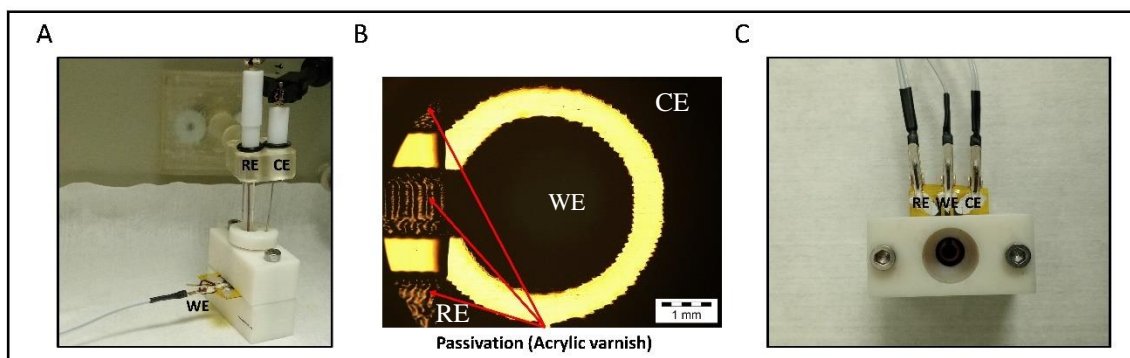 A
RE CE
WE
B
CE
WE
RE
1 mm
Passivation (Acrylic varnish)
C
RE WE CE